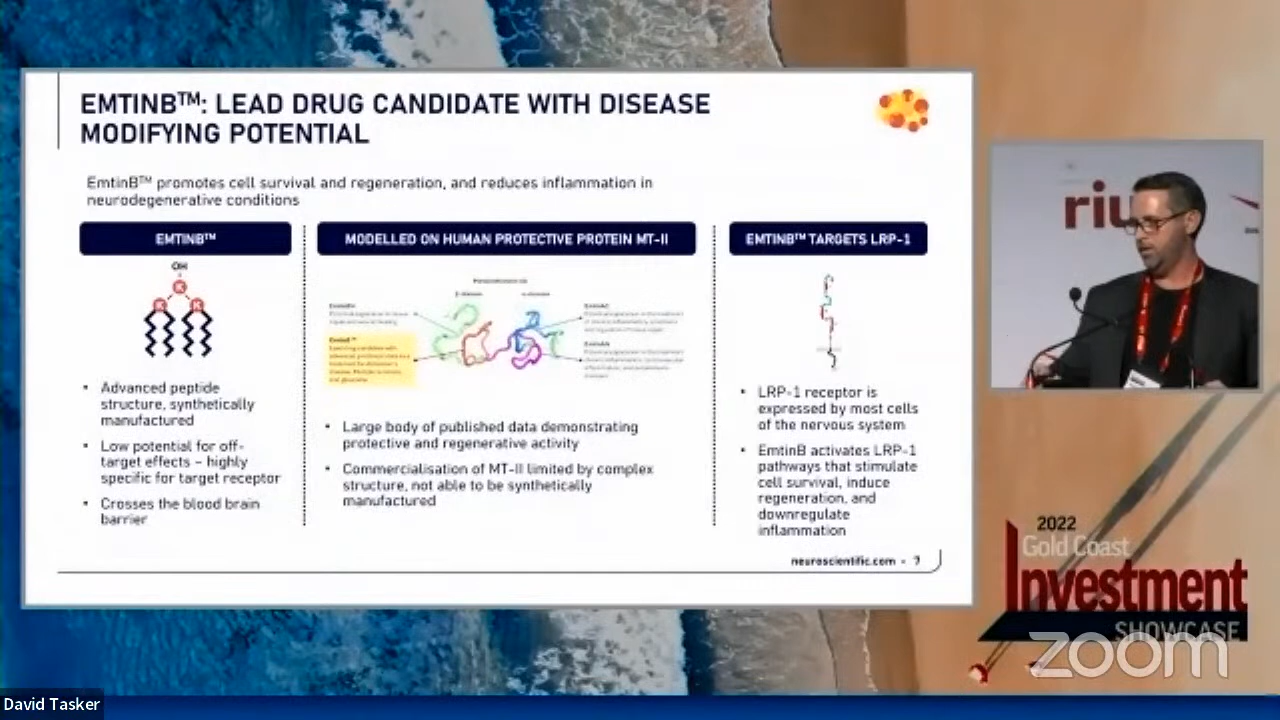 EMTINB™: LEAD DRUG CANDIDATE WITH DISEASE
MODIFYING POTENTIAL
EmtinB™ promotes cell survival and regeneration, and reduces inflammation in
neurodegenerative conditions
EMTINB™
OH
K
K K
• Advanced peptide
structure, synthetically
manufactured
• Low potential for off-
target effects – highly
specific for target receptor
• Crosses the blood brain
barrier
MODELLED ON HUMAN PROTECTIVE PROTEIN MT-II
• Large body of published data demonstrating
protective and regenerative activity
• Commercialisation of MT-II limited by complex
structure, not able to be synthetically
manufactured
EMTINB™ TARGETS LRP-1
• LRP-1 receptor is
expressed by most cells
of the nervous system
• EmtinB activates LRP-1
pathways that stimulate
cell survival, induce
regeneration, and
downregulate
inflammation
neuroscientific.com - 7
riu
2022
Gold Coast
Investment
SHOWCASE
zoom
David Tasker